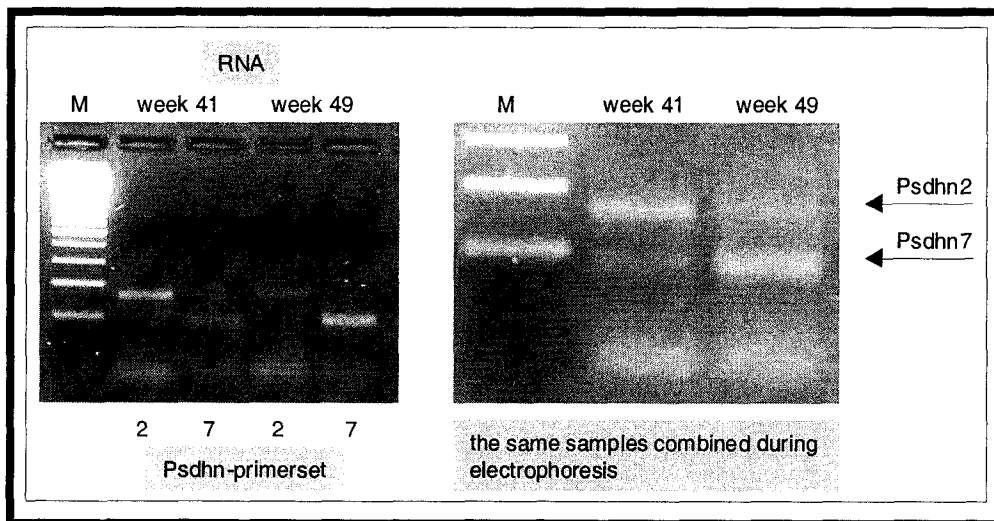 RNA
M week 41 week 49
2 7 2 7
Psdhn-primerset
M week 41 week 49
Psdhn2
Psdhn7
the same samples combined during
electrophoresis